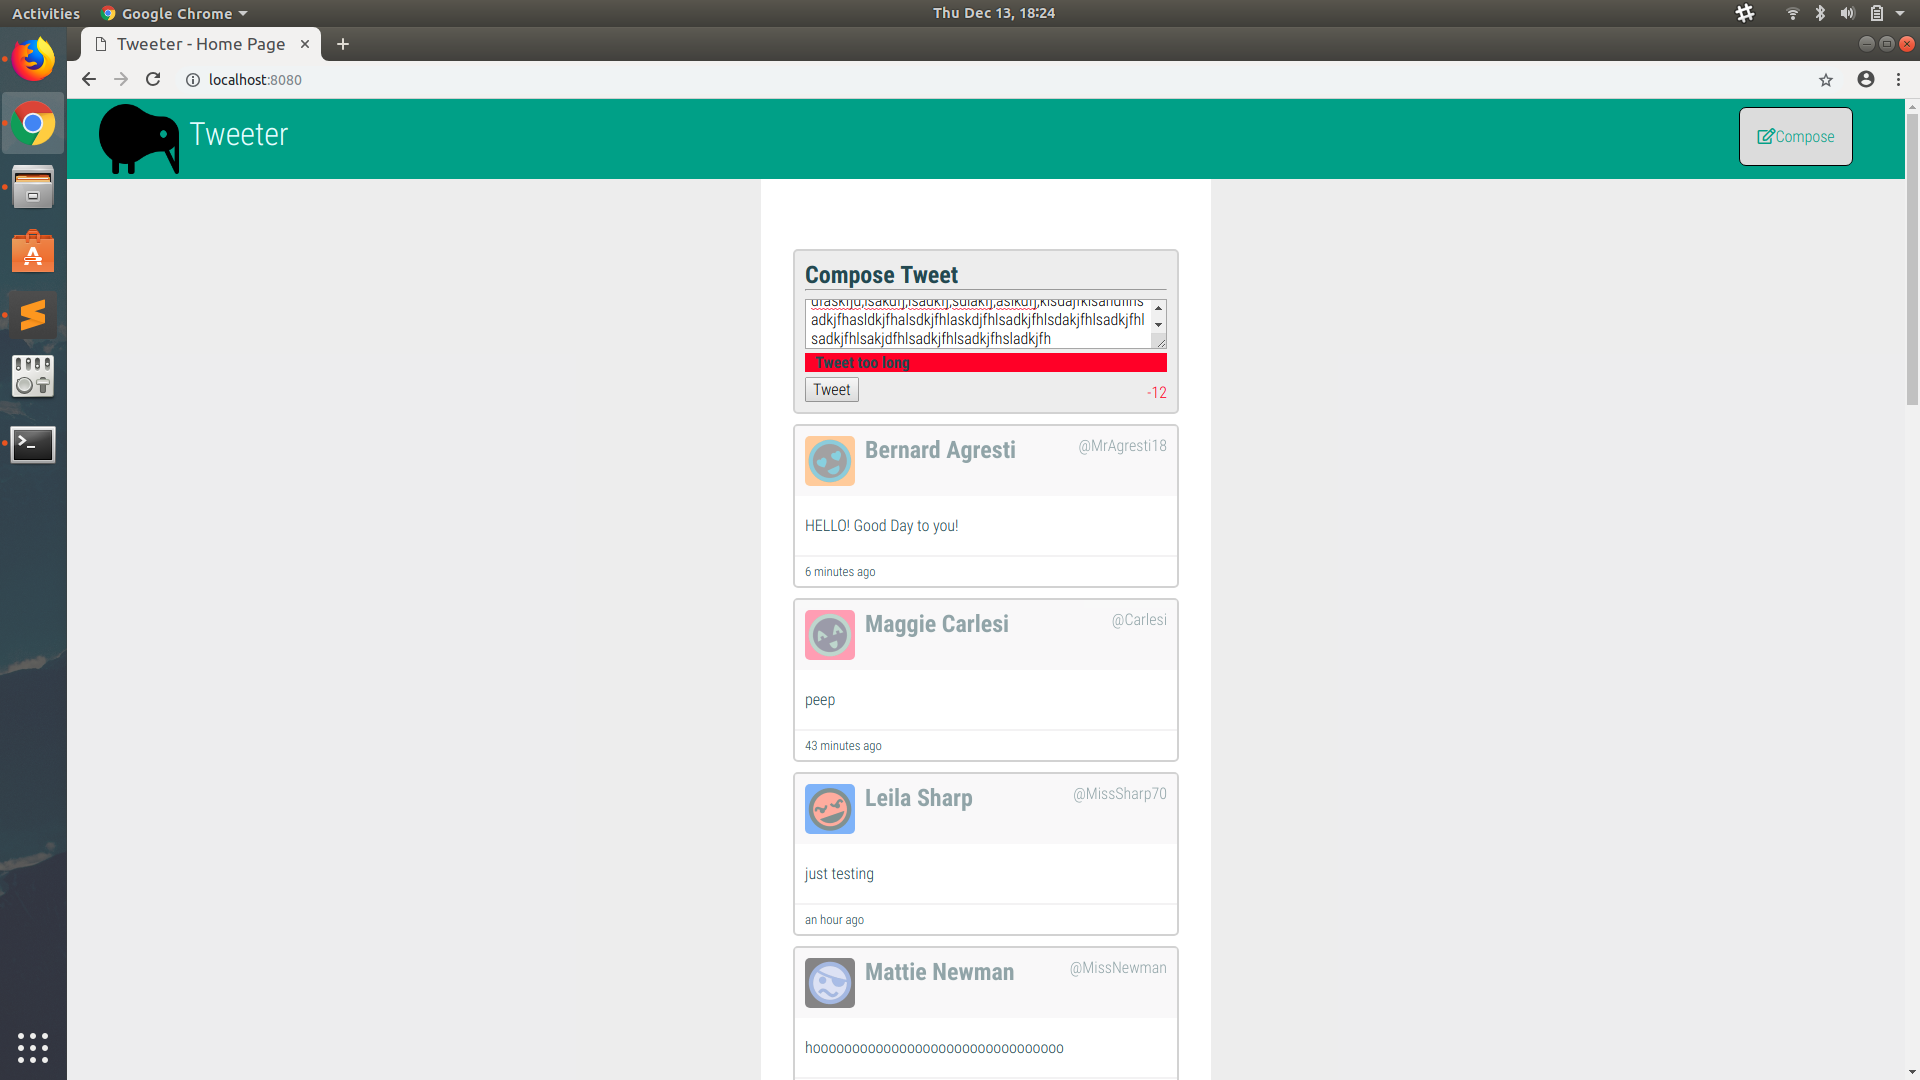 Activities Google Chrome Thu Dec 13, 18:24
Tweeter - Home Page
localhost:8080
Tweeter
Compose
Compose Tweet
adkjfhasldkjfhalsdkjfhlaskdjfhlsadkjfhlsdakjfhlsadkjfhl
sadkjfhlsakjdfhlsadkjfhlsadkjfhsladkjfh
Tweet too long
Tweet -12
Bernard Agresti @MrAgresti18
HELLO! Good Day to you!
6 minutes ago
Maggie Carlesi @Carlesi
peep
43 minutes ago
Leila Sharp @MissSharp70
just testing
an hour ago
Mattie Newman @MissNewman